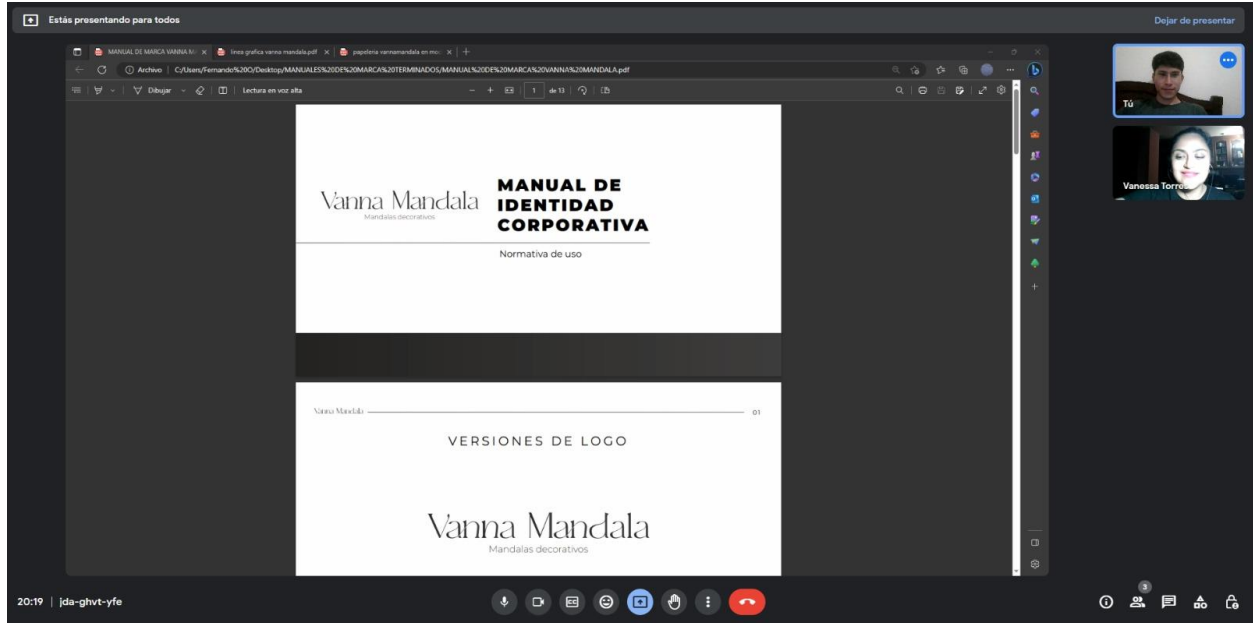 Estás presentando para todos
Dejar de presentar
MANUAL DE MARCA VANNA M
linea grafica vanna mandala.pdf
papeleria vannamandala en moc
Archivo
C:/Users/Fernando%20O/Desktop/MANUALES%20DE%20MARCA%20TERMINADOS/MANUAL%20DE%20MARCA%20VANNA%20MANDALA.pdf
Dibujar
Lectura en voz alta
1 de 13
Tú
Vanessa Torres
Vanna Mandala
Mandalas decorativos
MANUAL DE
IDENTIDAD
CORPORATIVA
Normativa de uso
Vanna Mandala
01
VERSIONES DE LOGO
Vanna Mandala
Mandalas decorativos
20:19 | jda-ghvt-yfe
CC
3